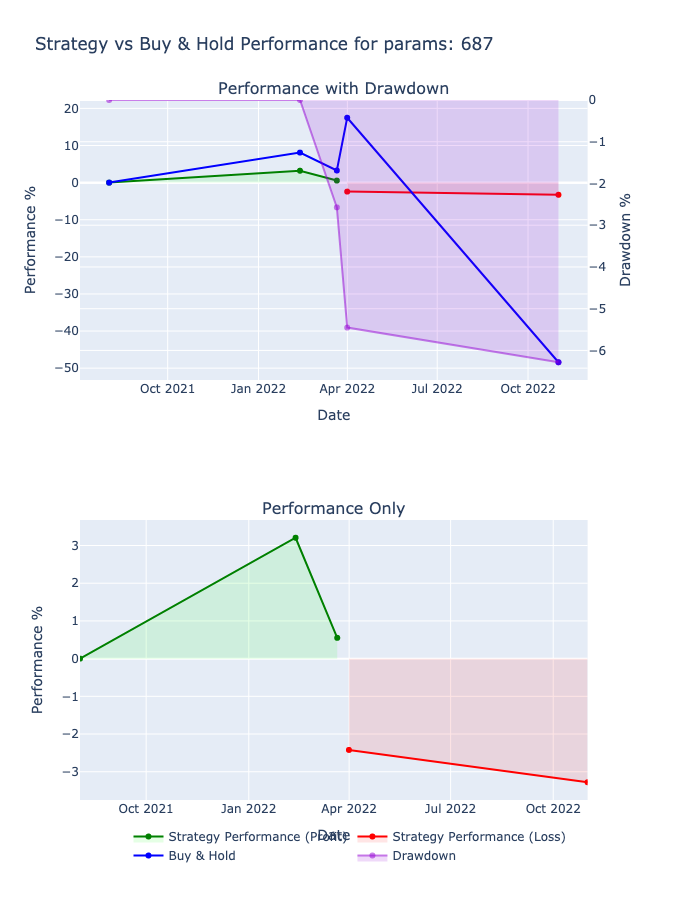 Strategy vs Buy & Hold Performance for params: 687
Performance with Drawdown
20
10
0
−10
−20
−30
−40
−50
Performance %
0
−1
−2
−3
−4
−5
−6
Drawdown %
Oct 2021 Jan 2022 Apr 2022 Jul 2022 Oct 2022
Date
Performance Only
3
2
1
0
−1
−2
−3
Performance %
Oct 2021 Jan 2022 Apr 2022 Jul 2022 Oct 2022
Date
Strategy Performance (Profit) Strategy Performance (Loss)
Buy & Hold Drawdown